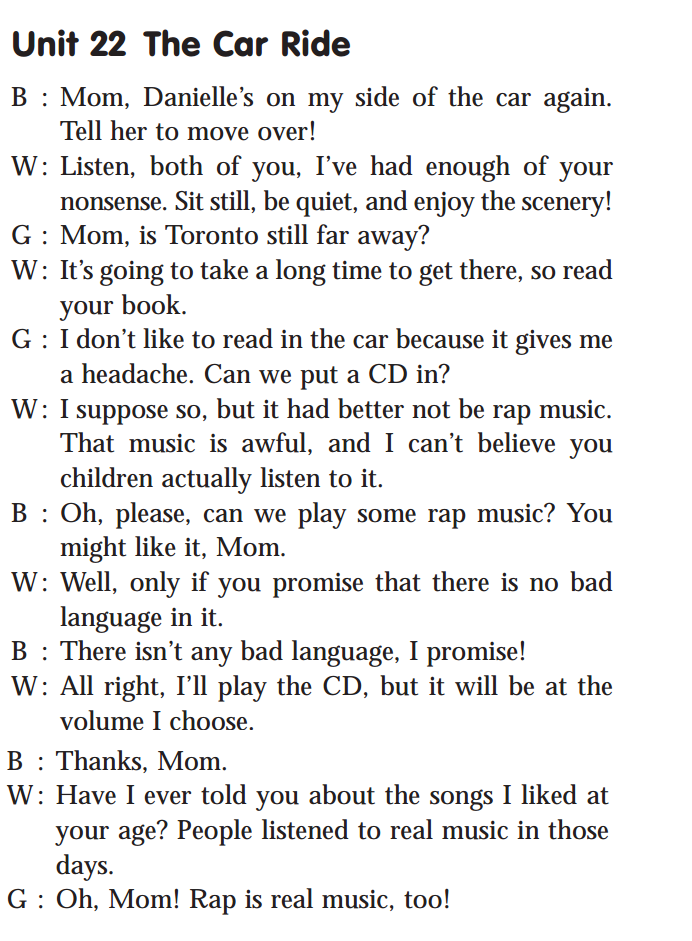 Unit 22 The Car Ride
B : Mom, Danielle’s on my side of the car again.
Tell her to move over!
W: Listen, both of you, I’ve had enough of your
nonsense. Sit still, be quiet, and enjoy the scenery!
G : Mom, is Toronto still far away?
W: It’s going to take a long time to get there, so read
your book.
G : I don’t like to read in the car because it gives me
a headache. Can we put a CD in?
W: I suppose so, but it had better not be rap music.
That music is awful, and I can’t believe you
children actually listen to it.
B : Oh, please, can we play some rap music? You
might like it, Mom.
W: Well, only if you promise that there is no bad
language in it.
B : There isn’t any bad language, I promise!
W: All right, I’ll play the CD, but it will be at the
volume I choose.
B : Thanks, Mom.
W: Have I ever told you about the songs I liked at
your age? People listened to real music in those
days.
G : Oh, Mom! Rap is real music, too!